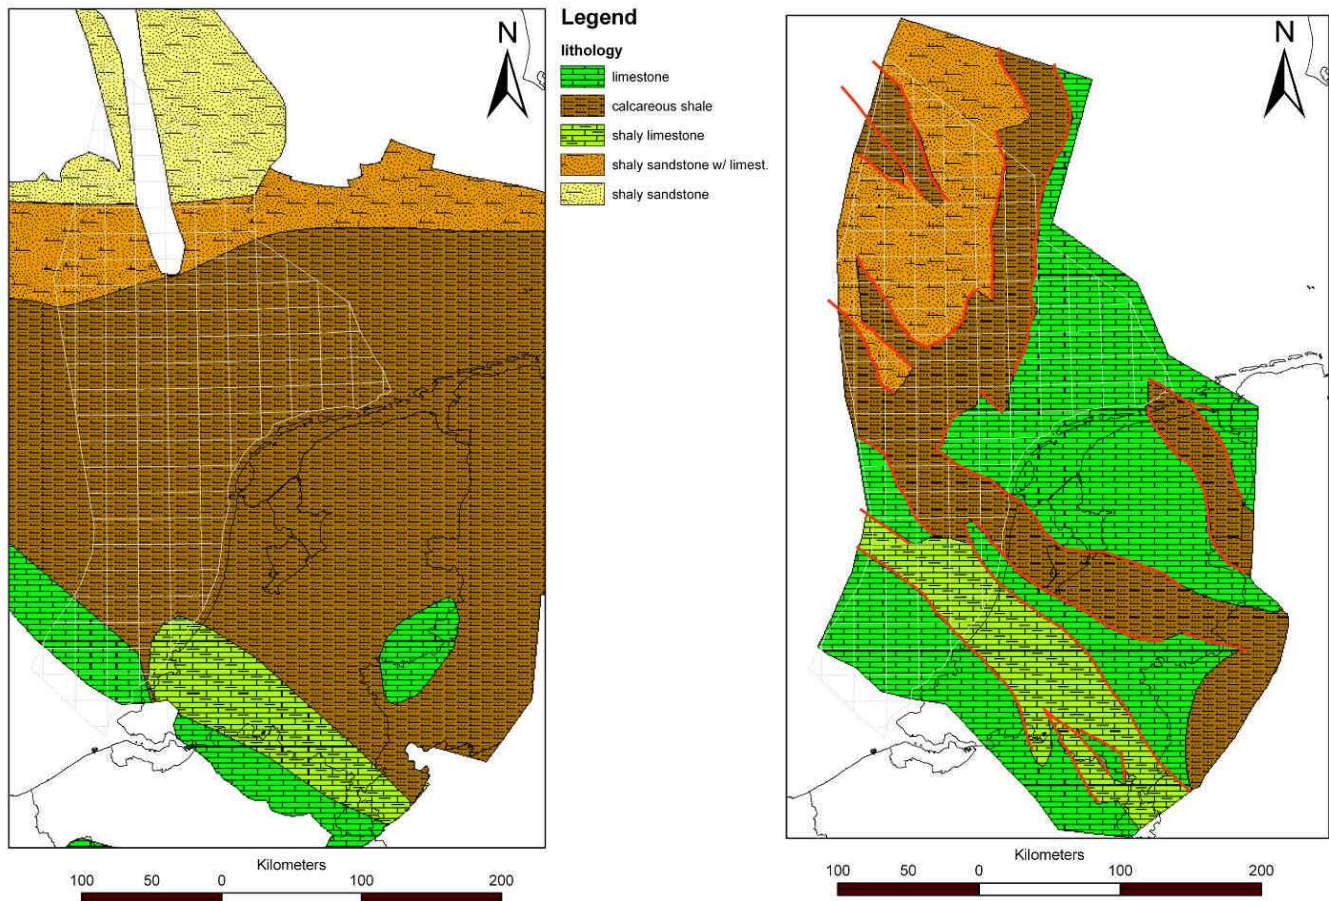 N
Legend
lithology
limestone
calcareous shale
shaly limestone
shaly sandstone w/ limest.
shaly sandstone
N
Kilometers
100 50 0 100 200
Kilometers
100 50 0 100 200